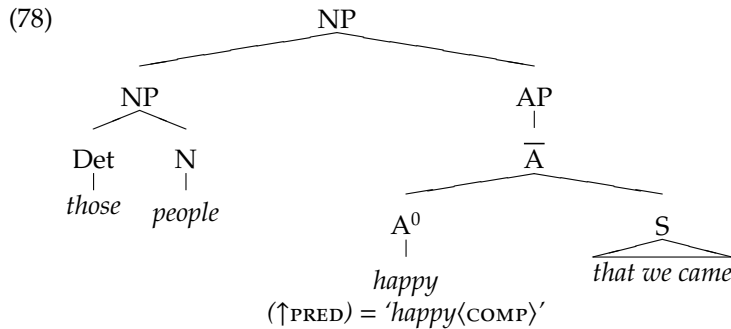 (78)
NP
NP AP
Det N A̅
those people A⁰ S
happy that we came
(↑PRED) = ‘happy⟨COMP⟩’